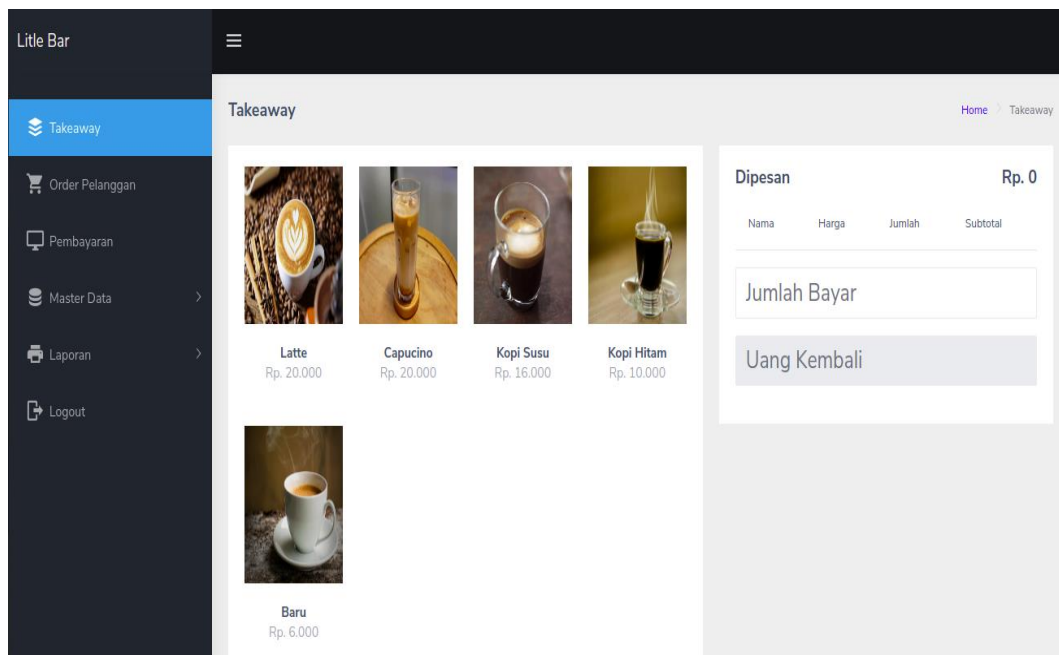 Litle Bar
Takeaway
Order Pelanggan
Pembayaran
Master Data
Laporan
Logout
Takeaway
Home > Takeaway
Latte
Rp. 20.000
Capucino
Rp. 20.000
Kopi Susu
Rp. 16.000
Kopi Hitam
Rp. 10.000
Baru
Rp. 6.000
Dipesan Rp. 0
Nama Harga Jumlah Subtotal
Jumlah Bayar
Uang Kembali